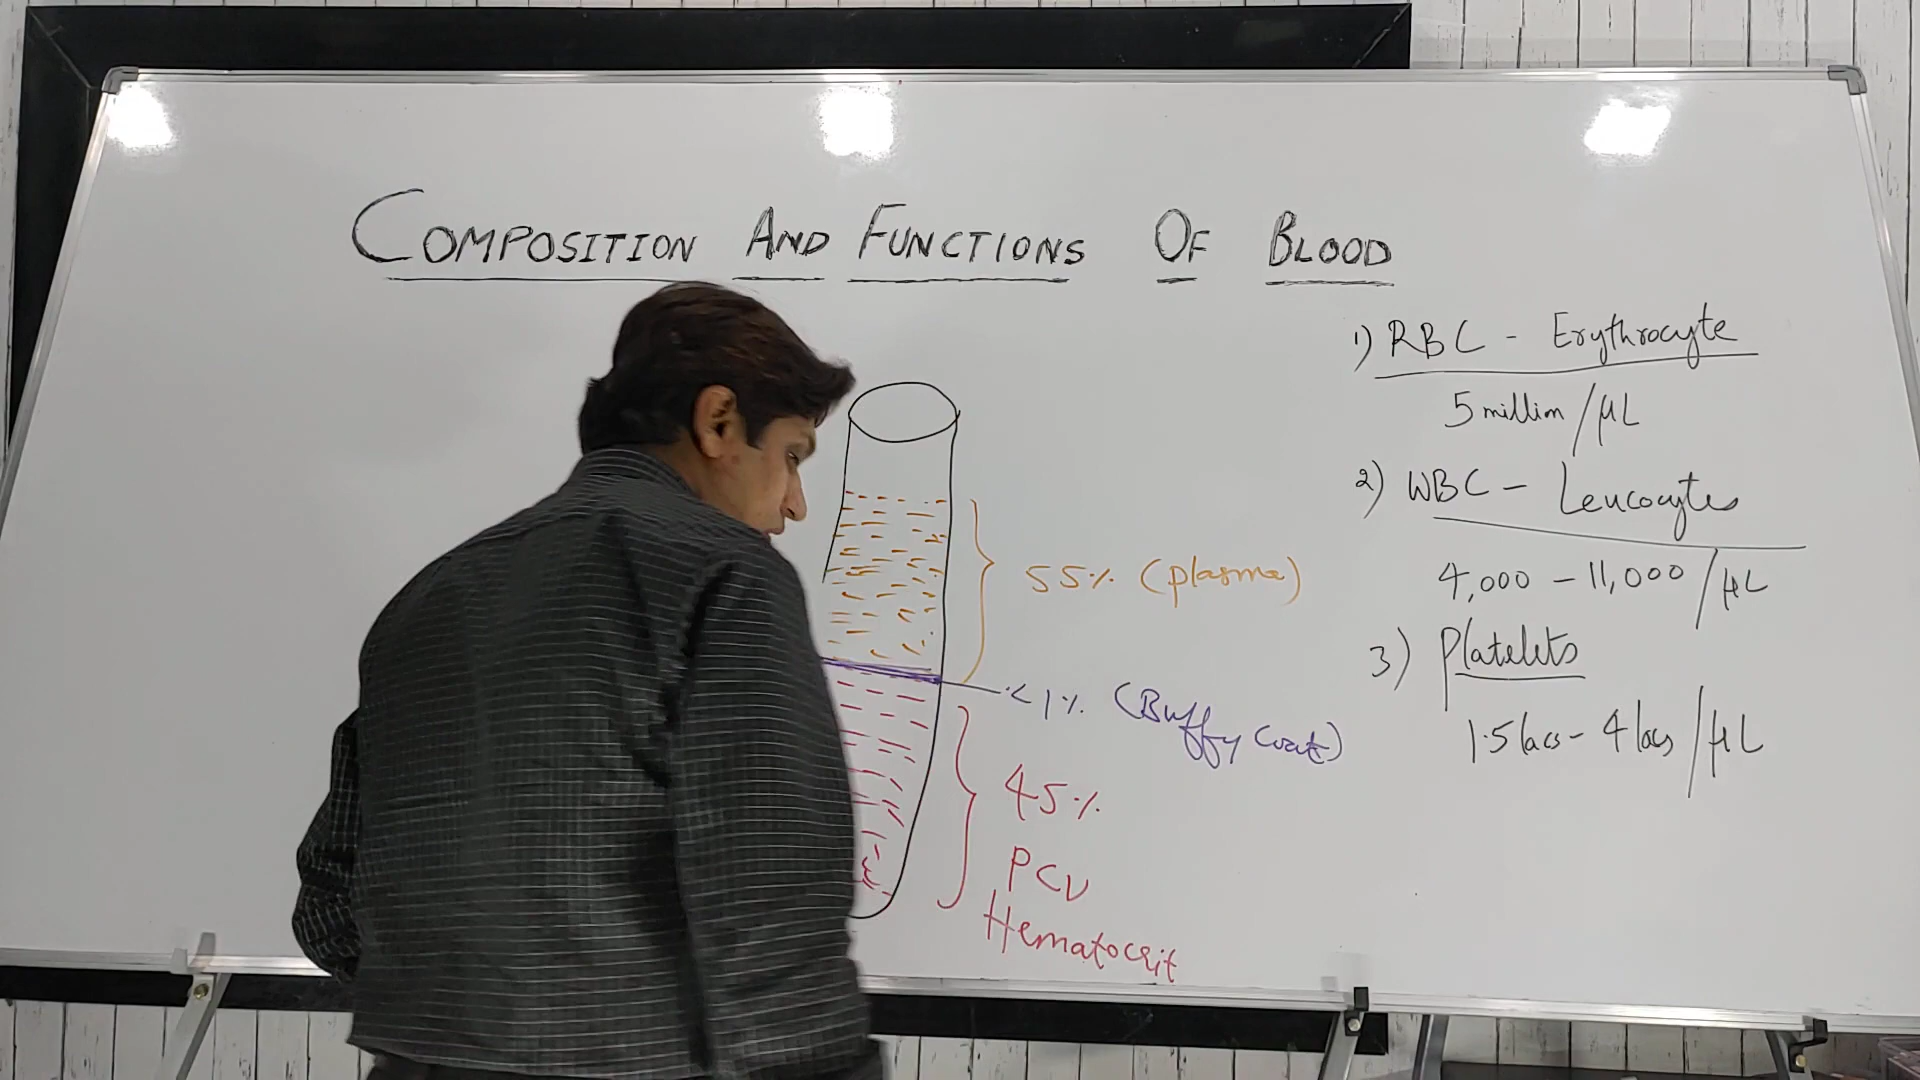 COMPOSITION AND FUNCTIONS OF BLOOD
55% (plasma)
<1% (Buffy Coat)
45%
PCV
Hematocrit
1) RBC - Erythrocyte
5 million/μL
2) WBC - Leucocytes
4,000 - 11,000/μL
3) Platelets
1.5 lacs - 4 lacs/μL